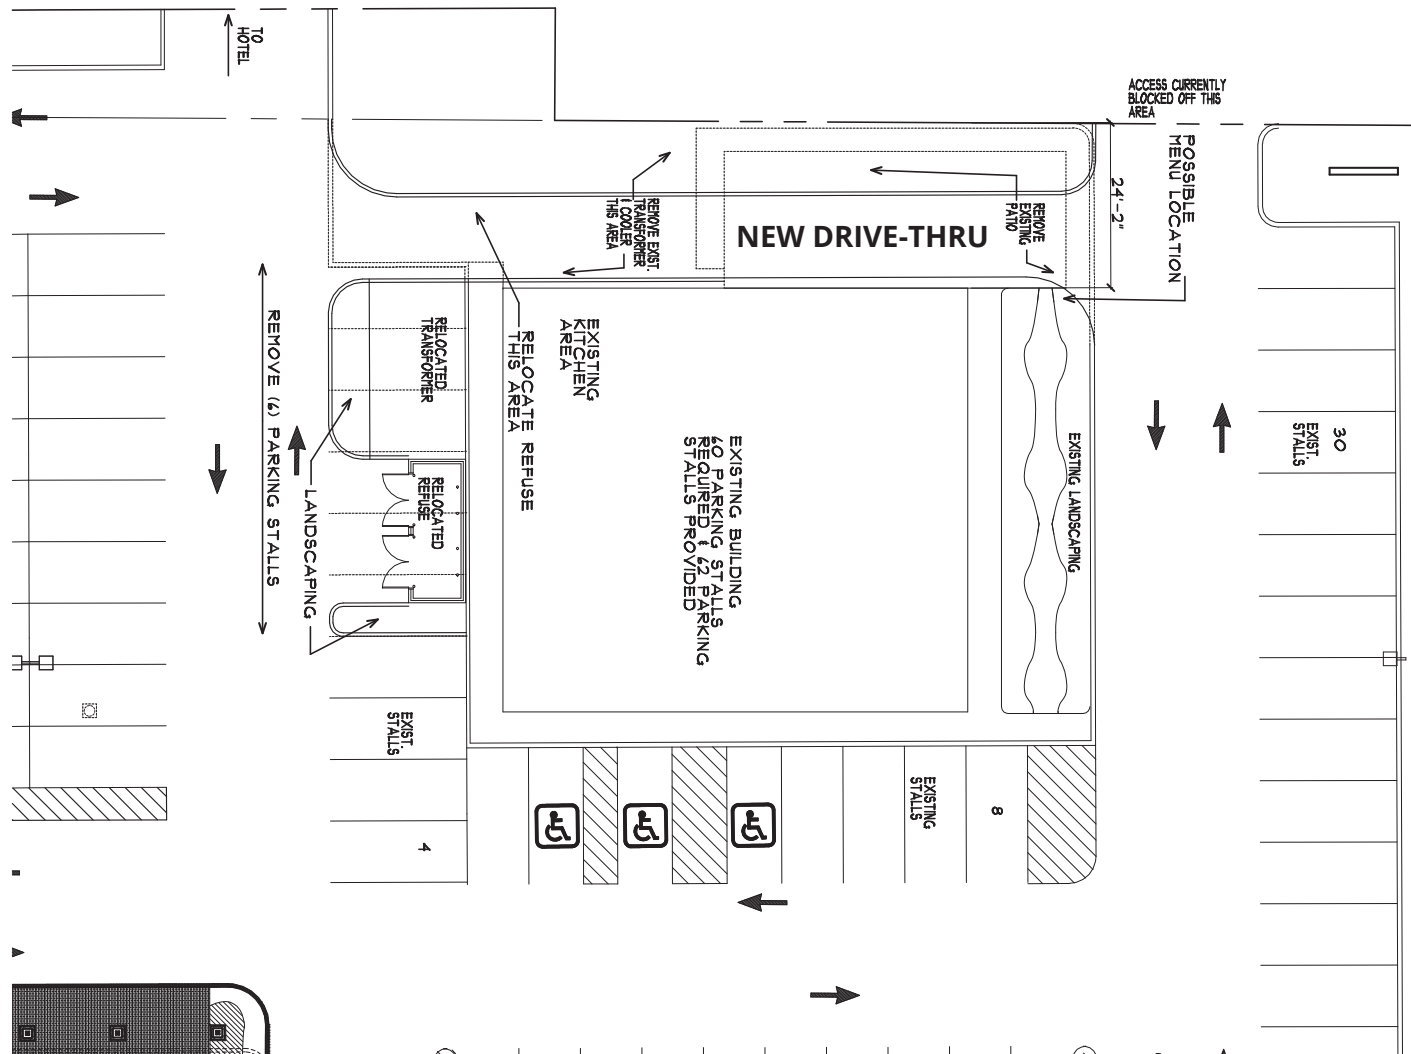 TO
HOTEL
ACCESS CURRENTLY
BLOCKED OFF THIS
AREA
POSSIBLE
MENU LOCATION
24'-2"
REMOVE EXIST.
TRANSFORMER
& COOLER
THIS AREA
REMOVE
EXISTING
PATIO
NEW DRIVE-THRU
REMOVE (6) PARKING STALLS
RELOCATED
TRANSFORMER
EXISTING
KITCHEN
AREA
RELOCATE REFUSE
THIS AREA
LANDSCAPING
RELOCATED
REFUSE
EXISTING BUILDING
60 PARKING STALLS
REQUIRED & 62 PARKING
STALLS PROVIDED
EXISTING LANDSCAPING
30
EXIST.
STALLS
EXIST.
STALLS
4
EXISTING
STALLS
8